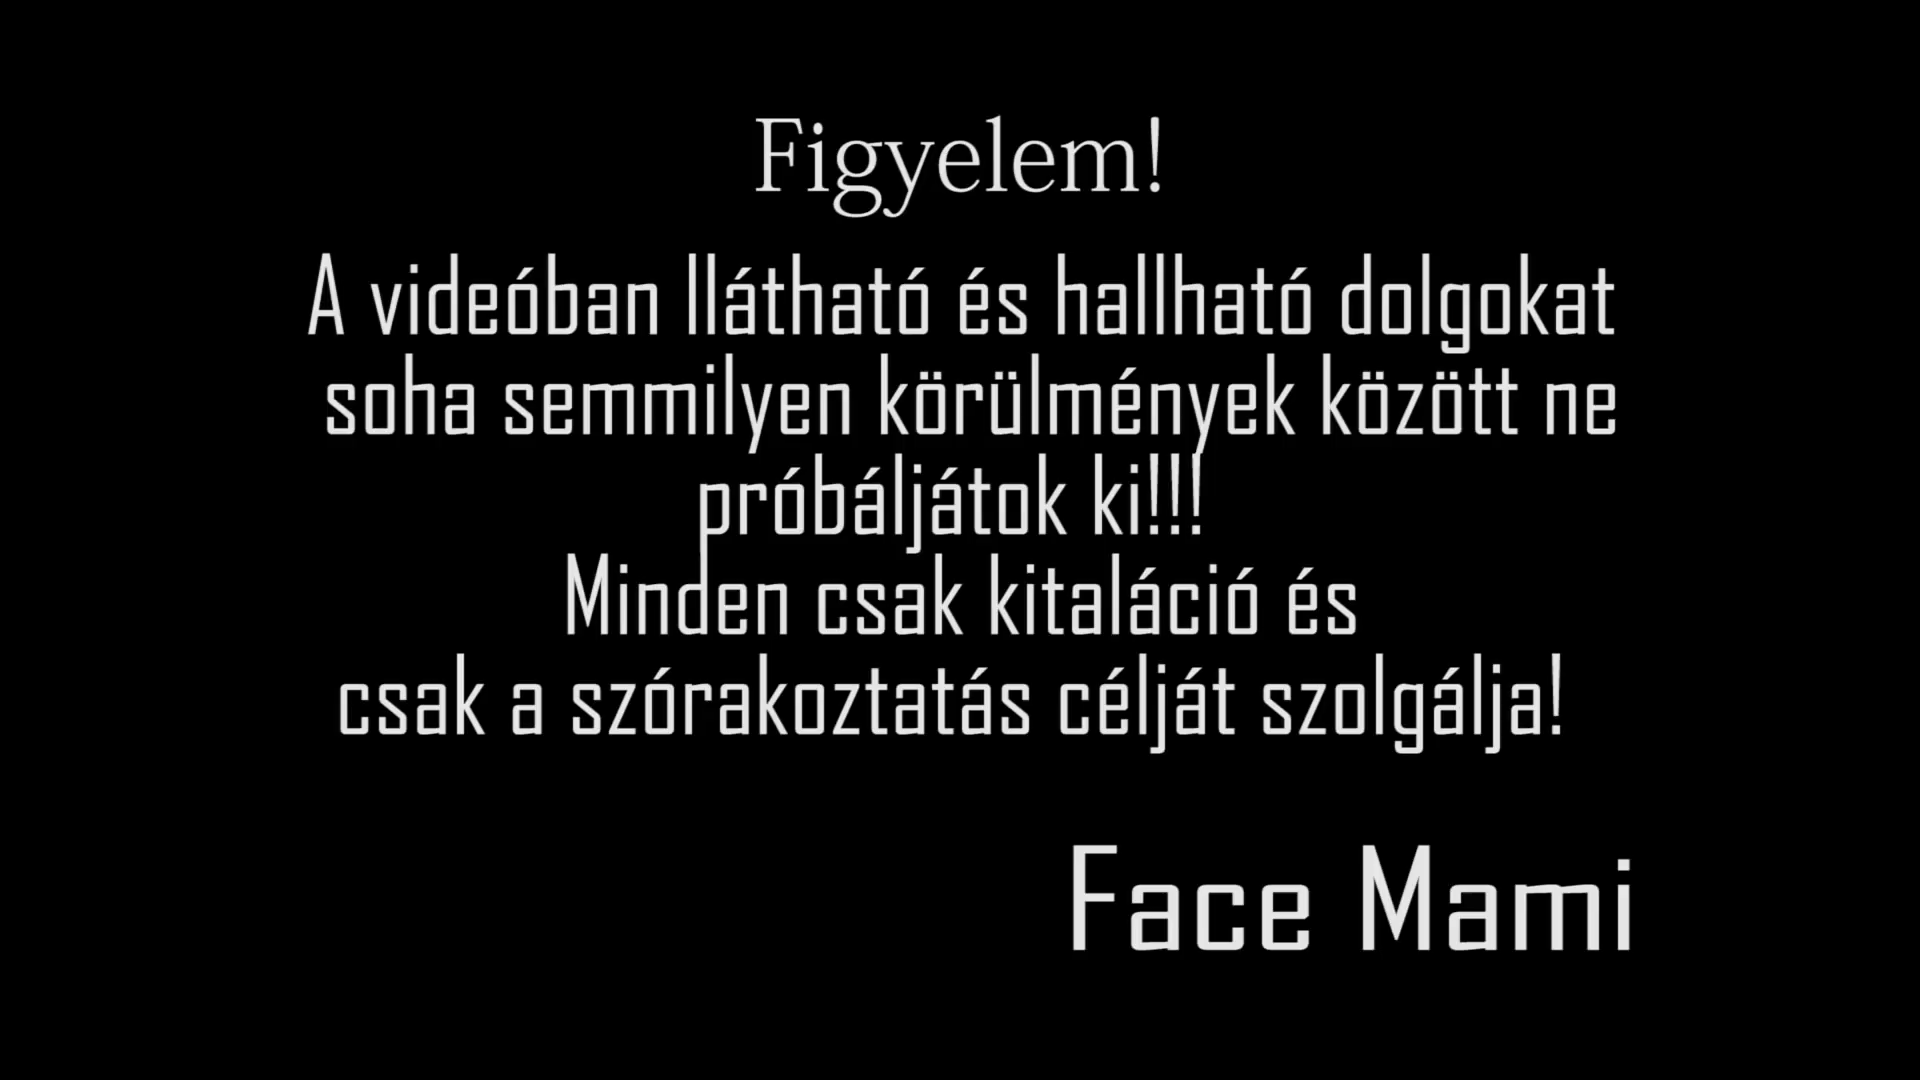 Figyelem!
A videóban llátható és hallható dolgokat
soha semmilyen körülmények között ne
próbáljátok ki!!!
Minden csak kitaláció és
csak a szórakoztatás célját szolgálja!
Face Mami